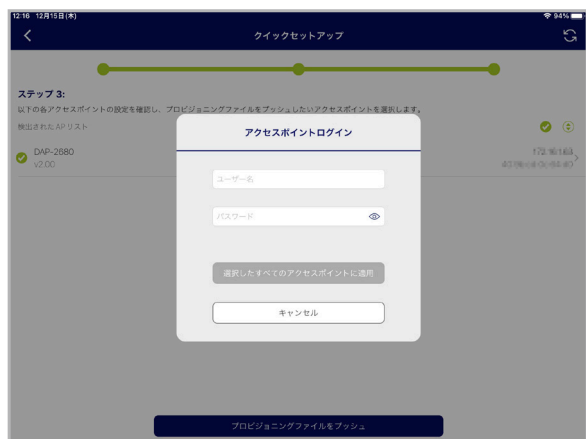 12:16 12月15日(木)
94%
クイックセットアップ
ステップ 3:
以下の各アクセスポイントの設定を確認し、プロビジョニングファイルをプッシュしたいアクセスポイントを選択します。
検出された AP リスト
DAP-2680
v2.00
アクセスポイントログイン
ユーザー名
パスワード
選択したすべてのアクセスポイントに適用
キャンセル
プロビジョニングファイルをプッシュ